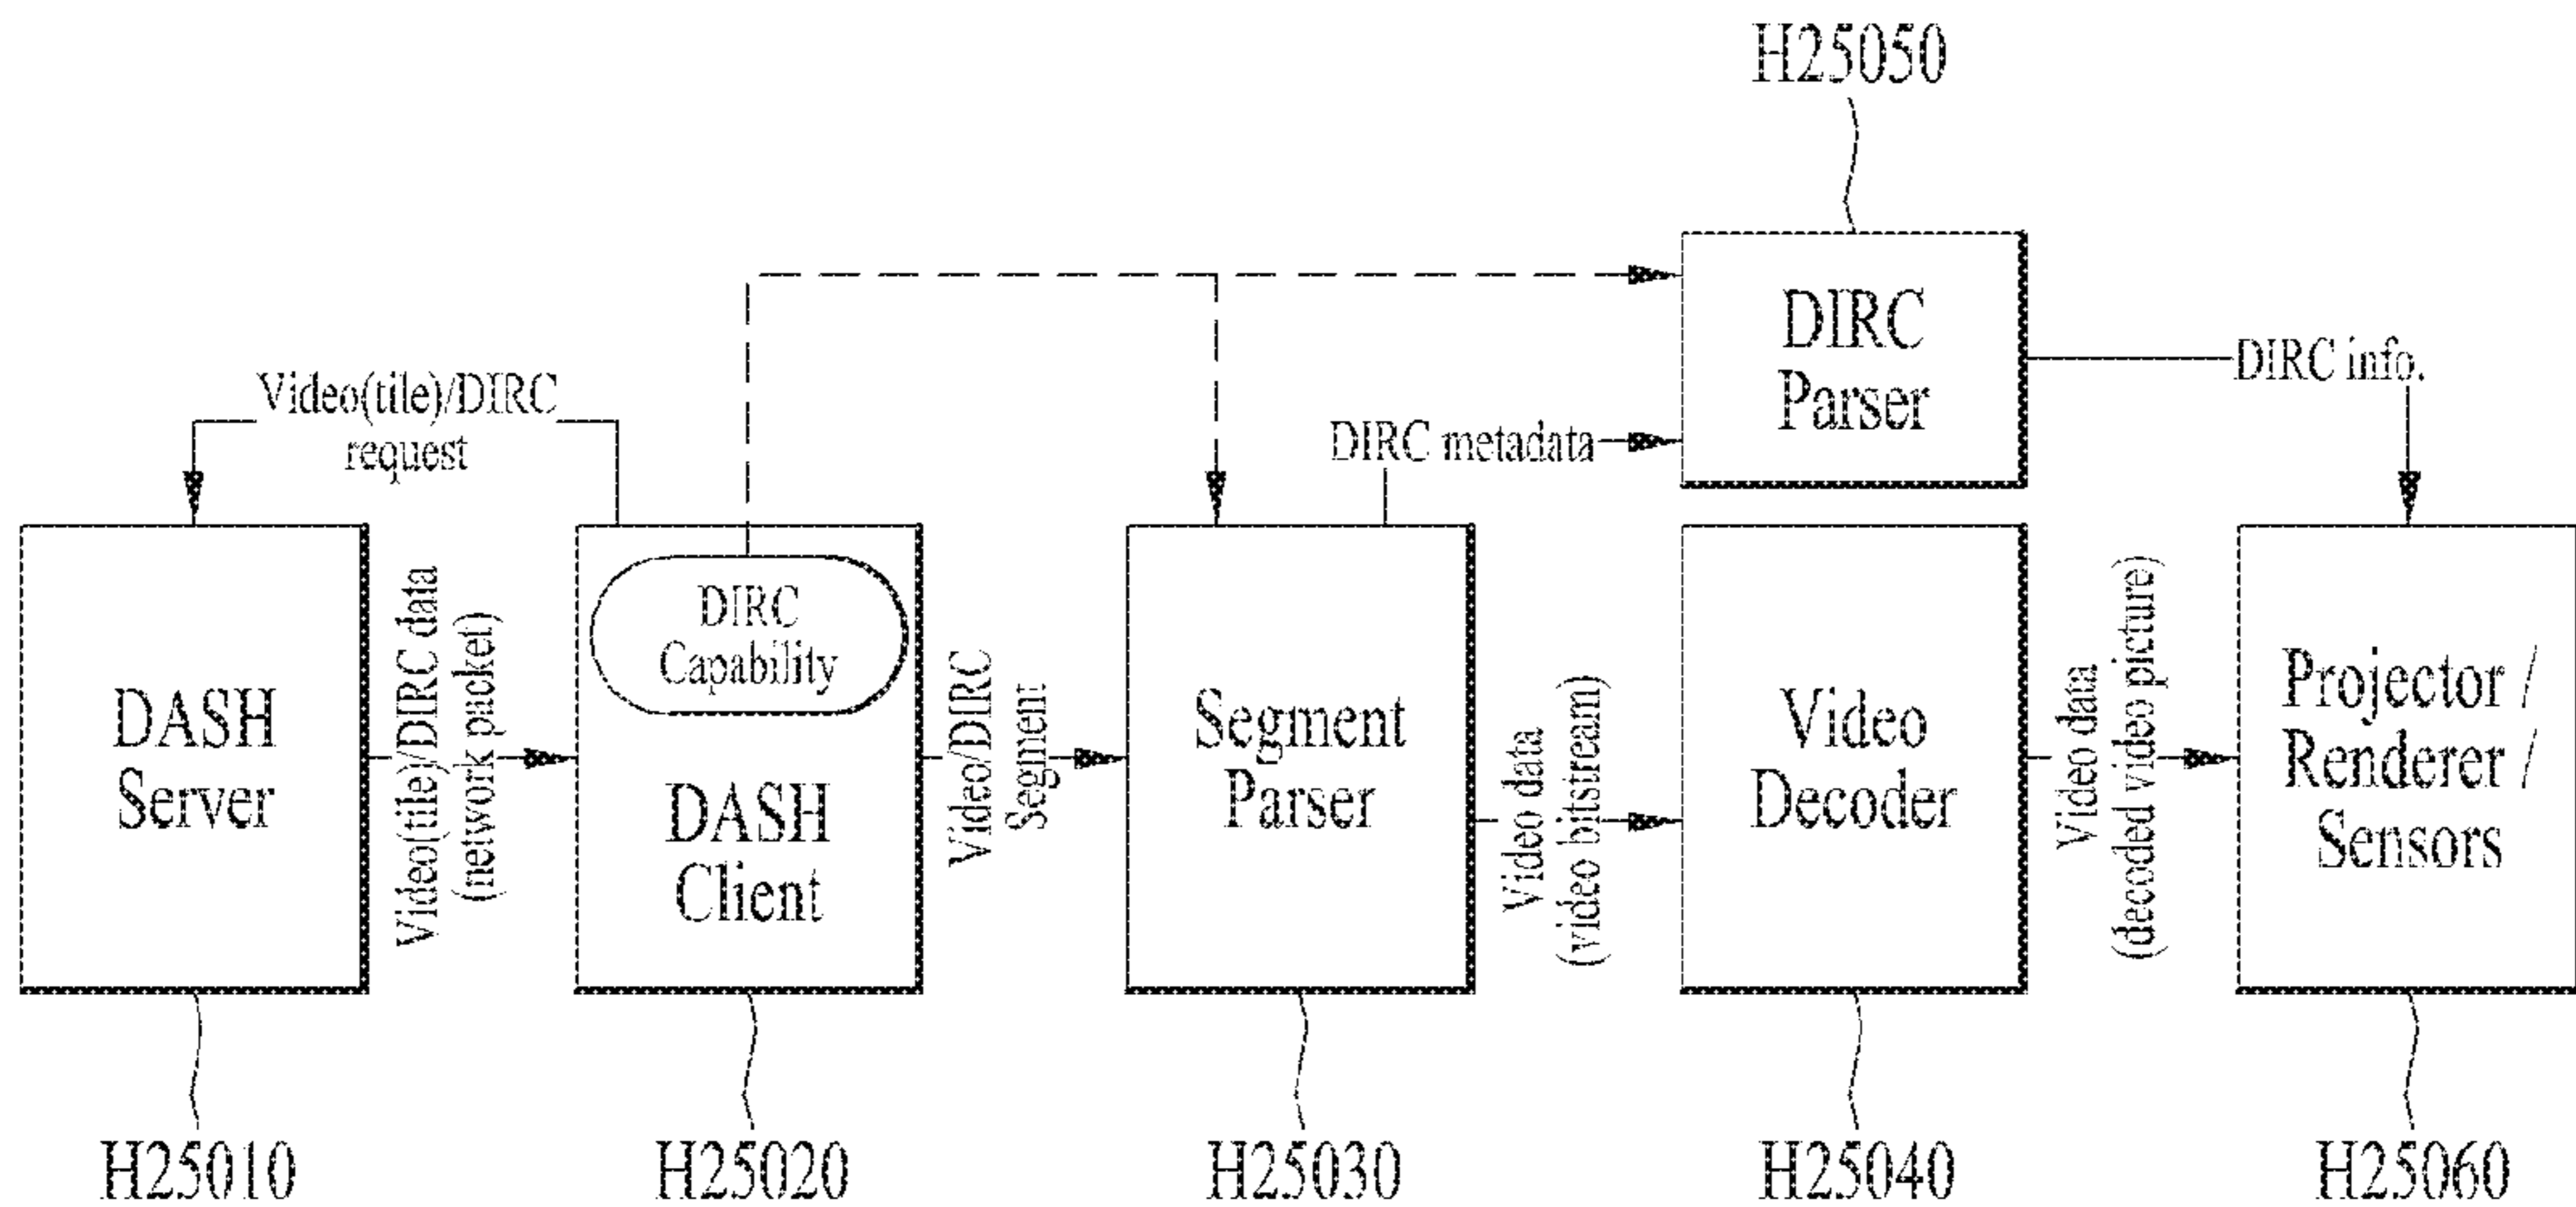 H25050
DIRC
Parser
DIRC info.
Video(tile)/DIRC
request
DIRC metadata
DASH
Server
Video(tile)/DIRC data
(network packet)
DIRC
Capability
DASH
Client
Video/DIRC
Segment
Segment
Parser
Video data
(video bitstream)
Video
Decoder
Video data
(decoded video picture)
Projector /
Renderer /
Sensors
H25010
H25020
H25030
H25040
H25060